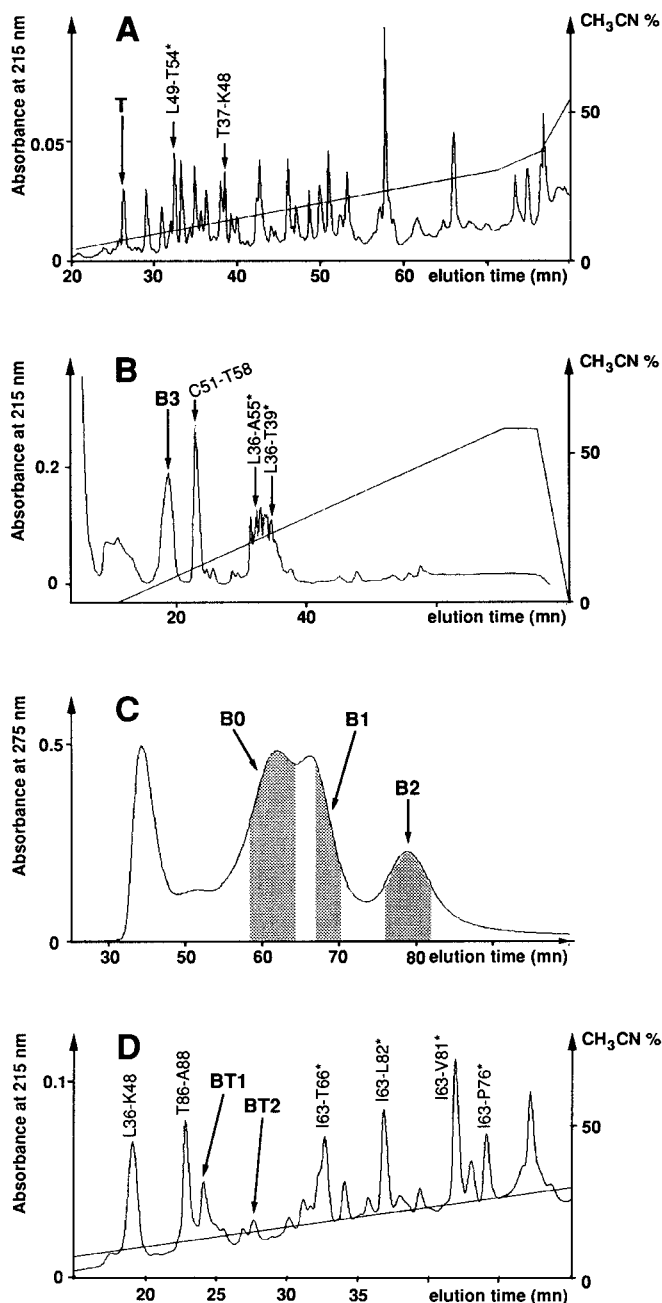 A
Absorbance at 215 nm
CH3CN %
T
L49-T54*
T37-K48
0.05
0
50
0
20 30 40 50 60 elution time (mn)
B
Absorbance at 215 nm
CH3CN %
B3
C51-T58
L36-A55*
L36-T39*
0.2
0
50
0
20 40 elution time (mn)
C
Absorbance at 275 nm
B0
B1
B2
0.5
0
30 50 60 70 80 elution time (mn)
D
Absorbance at 215 nm
CH3CN %
L36-K48
T86-A88
BT1
BT2
I63-T66*
I63-L82*
I63-V81*
I63-P76*
0.1
0
50
0
20 25 30 35 elution time (mn)